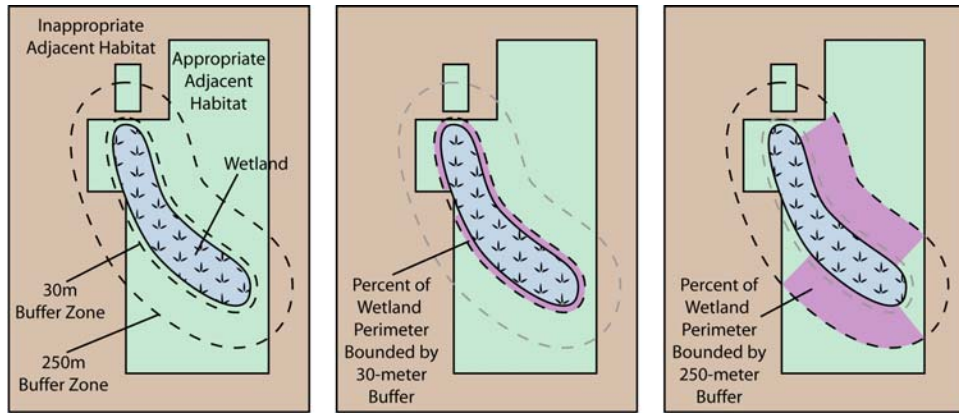 Inappropriate
Adjacent Habitat
Appropriate
Adjacent
Habitat
Wetland
30m
Buffer Zone
250m
Buffer Zone
Percent of
Wetland
Perimeter
Bounded by
30-meter
Buffer
Percent of
Wetland
Perimeter
Bounded by
250-meter
Buffer